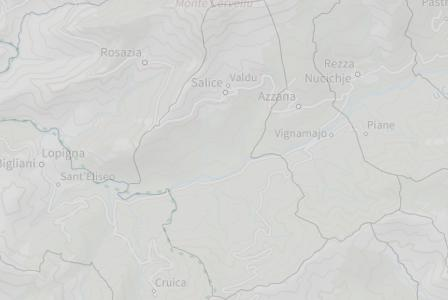 Monte Cervellu
Rosazia
Salice
Valdu
Rezza
Nucichje
Azzana
Vignamajo
Piane
Lopigna
Bigliani
Sant'Eliseo
Cruica